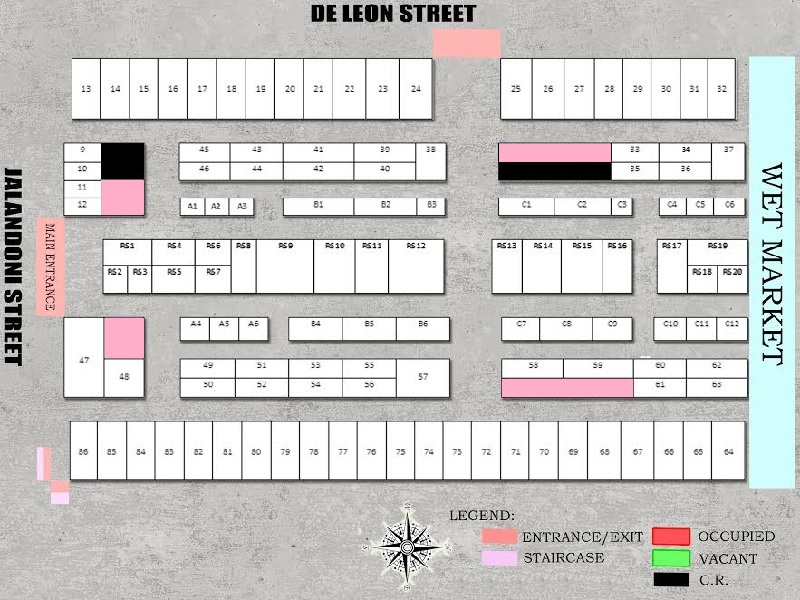 DE LEON STREET
13 14 15 16 17 18 19 20 21 22 23 24
25 26 27 28 29 30 31 32
9
10
11
12
45 43 41 39 38
46 44 42 40
33 34 37
35 36
A1 A2 A3
B1 B2 B3
C1 C2 C3
C4 C5 C6
JALANDONI STREET
MAIN ENTRANCE
WET MARKET
RS1 RS4 RS6 RS8 RS9 RS10 RS11 RS12
RS2 RS3 RS5 RS7
RS13 RS14 RS15 RS16
RS17 RS19
RS18 RS20
47
48
A4 A5 A6
B4 B5 B6
C7 C8 C9
C10 C11 C12
49 51 53 55 57
50 52 54 56
58 59 60 62
61 63
86 85 84 83 82 81 80 79 78 77 76 75 74 73 72 71 70 69 68 67 66 65 64
LEGEND:
ENTRANCE/EXIT
STAIRCASE
OCCUPIED
VACANT
C.R.
N